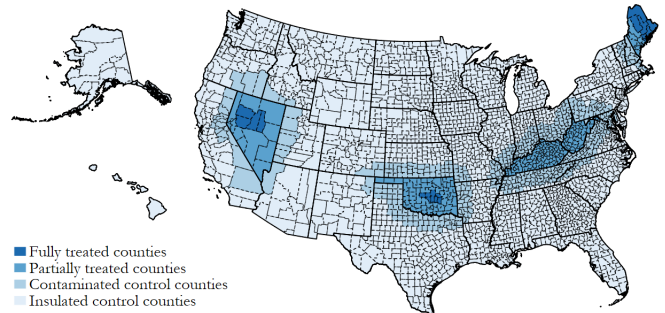 Fully treated counties
Partially treated counties
Contaminated control counties
Insulated control counties